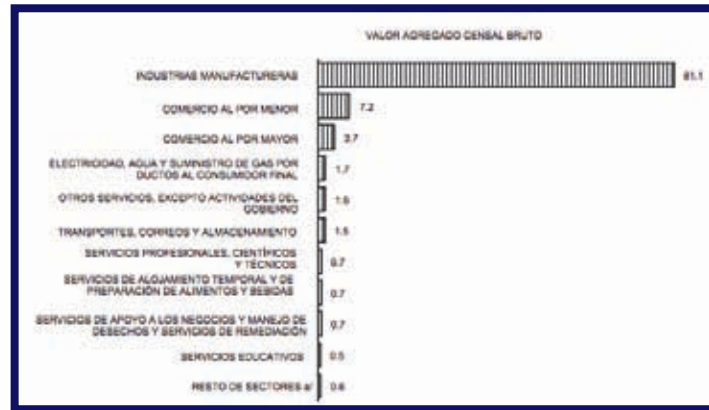 VALOR AGREGADO CENSAL BRUTO
INDUSTRIAS MANUFACTURERAS 81.1
COMERCIO AL POR MENOR 7.2
COMERCIO AL POR MAYOR 3.7
ELECTRICIDAD, AGUA Y SUMINISTRO DE GAS POR
DUCTOS AL CONSUMIDOR FINAL 1.7
OTROS SERVICIOS, EXCEPTO ACTIVIDADES DEL
GOBIERNO 1.6
TRANSPORTES, CORREOS Y ALMACENAMIENTO 1.5
SERVICIOS PROFESIONALES, CIENTÍFICOS
Y TÉCNICOS 0.7
SERVICIOS DE ALOJAMIENTO TEMPORAL Y DE
PREPARACIÓN DE ALIMENTOS Y BEBIDAS 0.7
SERVICIOS DE APOYO A LOS NEGOCIOS Y MANEJO DE
DESECHOS Y SERVICIOS DE REMEDIACIÓN 0.7
SERVICIOS EDUCATIVOS 0.5
RESTO DE SECTORES a/ 0.6